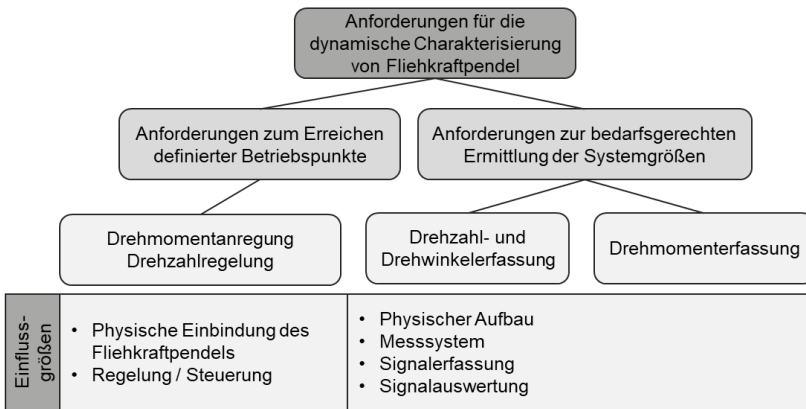 Anforderungen für die
dynamische Charakterisierung
von Fliehkraftpendel
Anforderungen zum Erreichen
definierter Betriebspunkte
Anforderungen zur bedarfsgerechten
Ermittlung der Systemgrößen
Drehmomentanregung
Drehzahlregelung
Drehzahl- und
Drehwinkelerfassung
Drehmomenterfassung
Einfluss-
größen
• Physische Einbindung des
Fliehkraftpendels
• Regelung / Steuerung
• Physischer Aufbau
• Messsystem
• Signalerfassung
• Signalauswertung